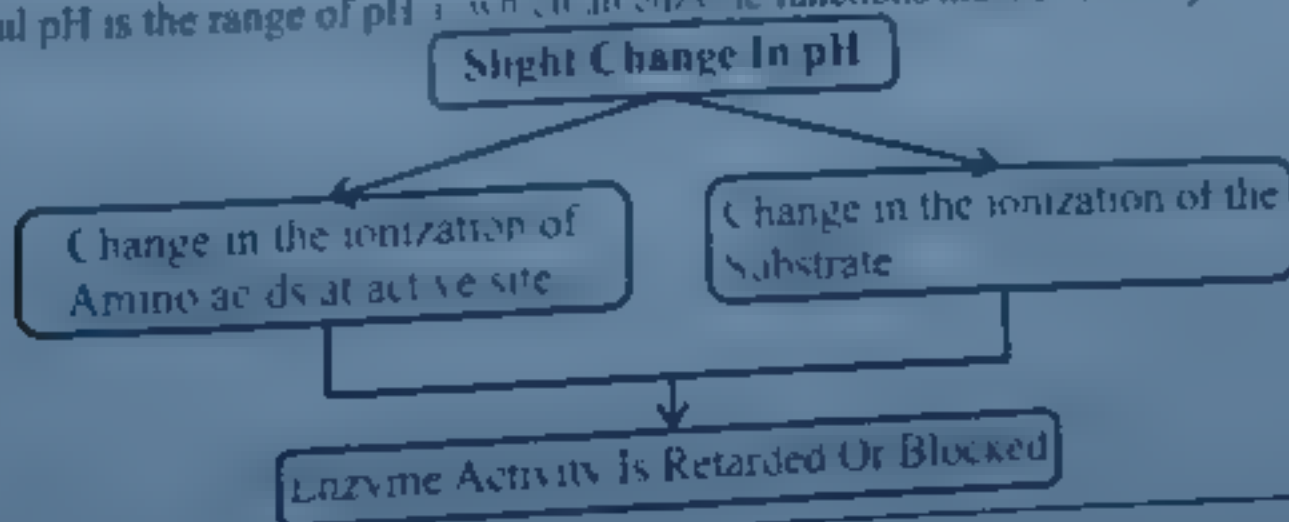 pH is the range of pH
Slight Change In pH
Change in the ionization of
Amino acids at active site
Change in the ionization of the
Substrate
Enzyme Activity Is Retarded Or Blocked